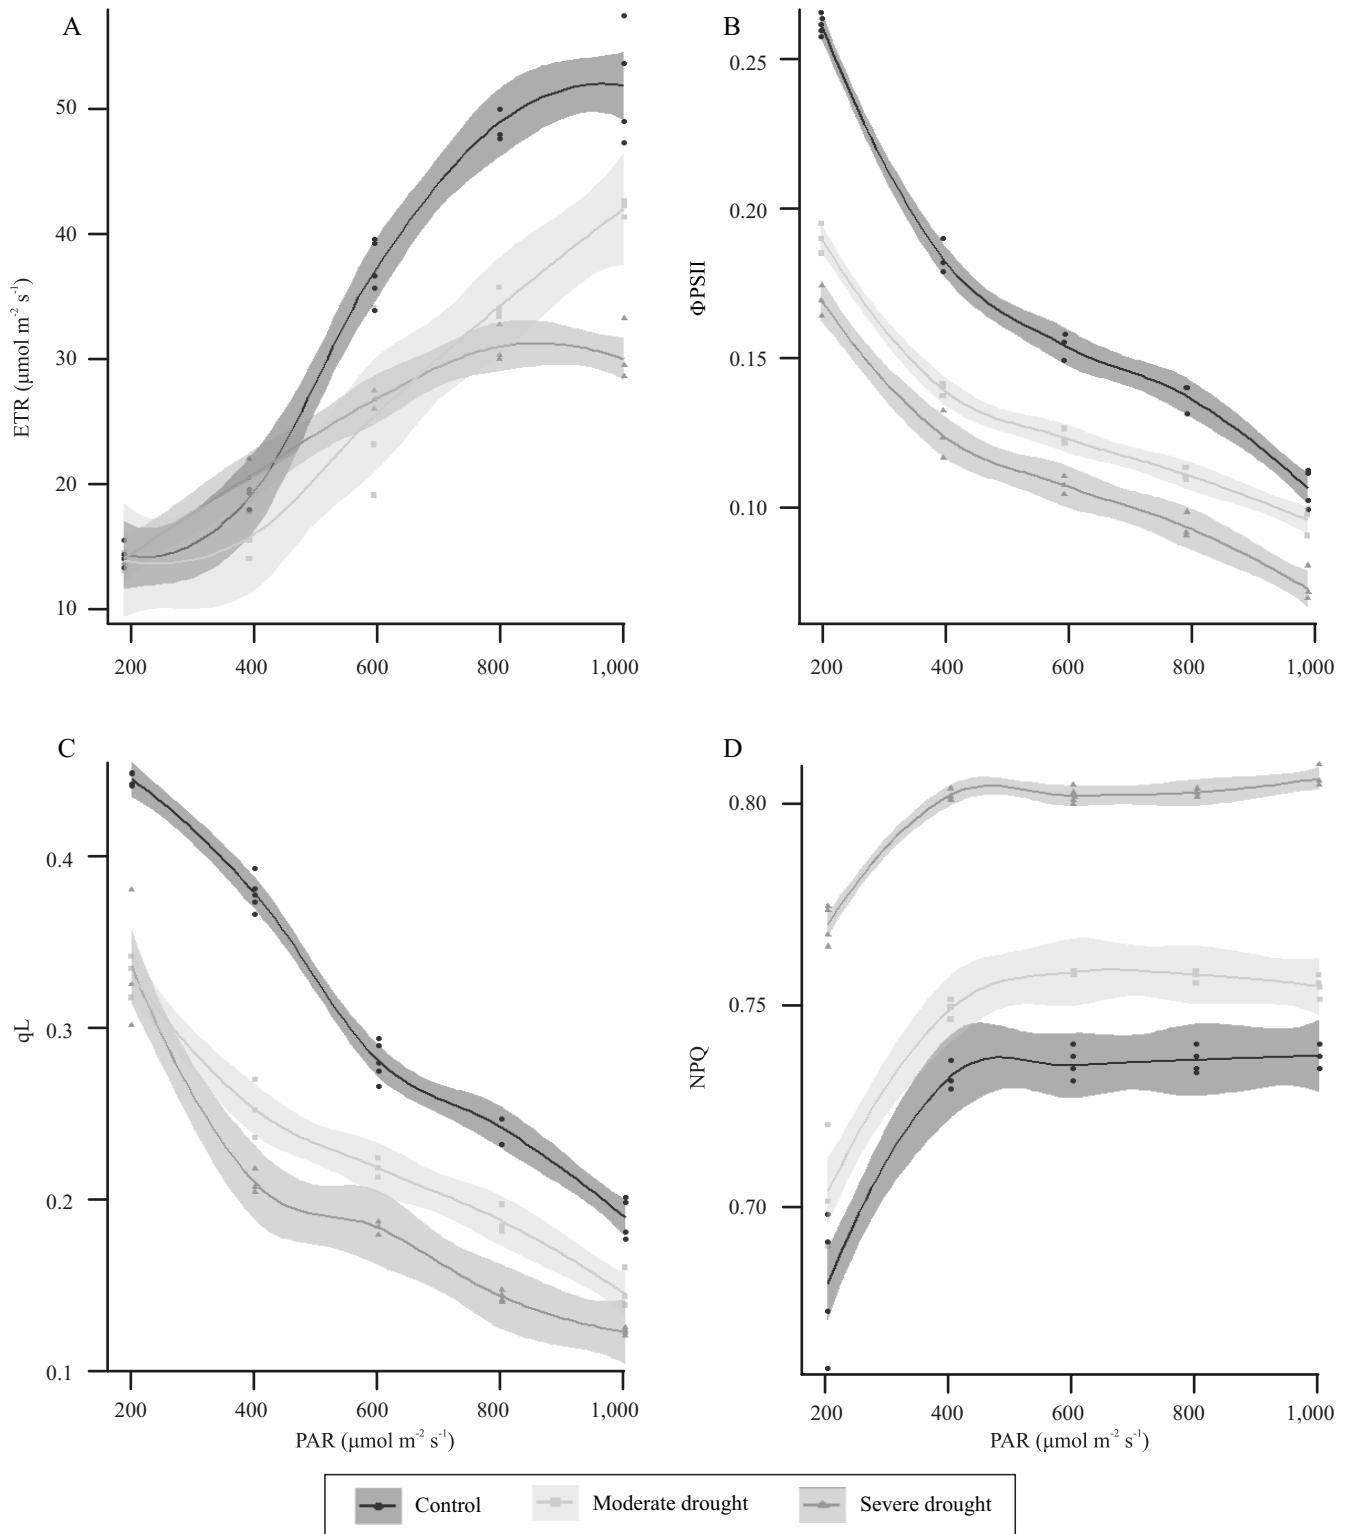 A
B
50
40
30
20
10
ETR (μmol m⁻² s⁻¹)
200 400 600 800 1,000
0.25
0.20
0.15
0.10
ΦPSII
200 400 600 800 1,000
C
D
0.4
0.3
0.2
0.1
qL
200 400 600 800 1,000
PAR (μmol m⁻² s⁻¹)
0.80
0.75
0.70
NPQ
200 400 600 800 1,000
PAR (μmol m⁻² s⁻¹)
Control Moderate drought Severe drought